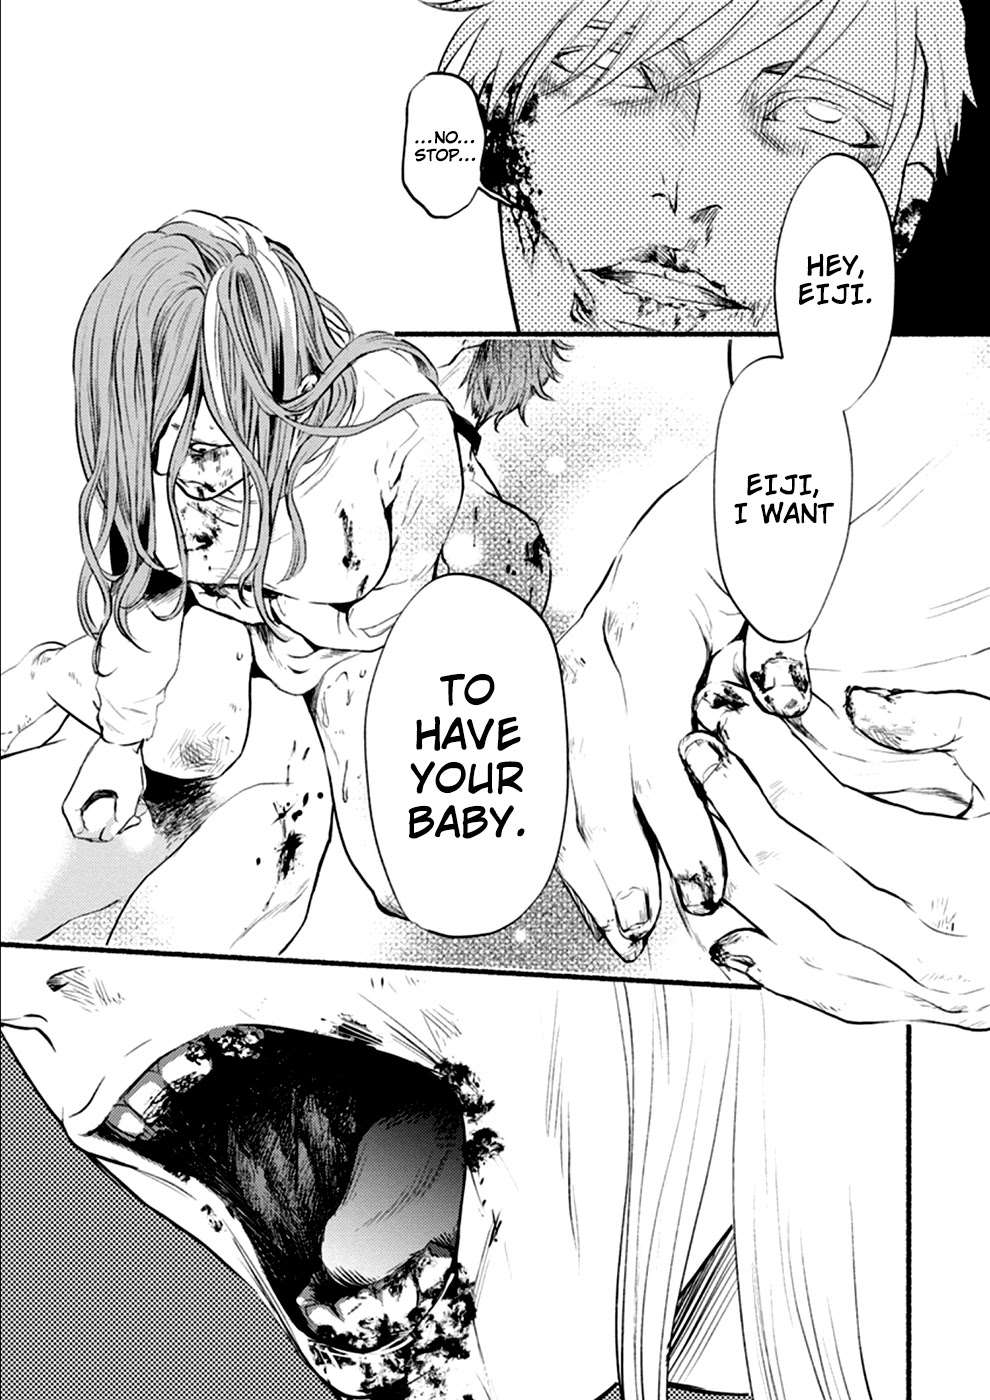 ...NO...
STOP...
HEY,
EIJI.
EIJI,
I WANT
TO
HAVE
YOUR
BABY.